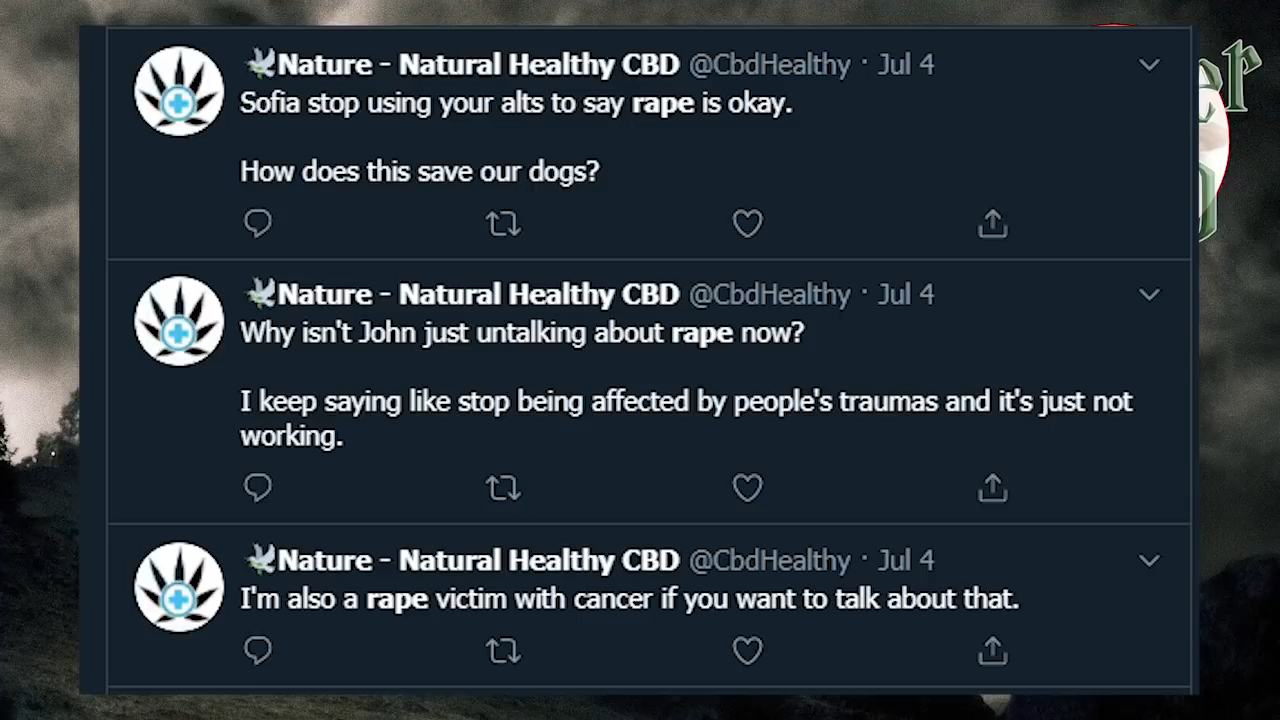 🕊Nature - Natural Healthy CBD @CbdHealthy · Jul 4
Sofia stop using your alts to say rape is okay.
How does this save our dogs?
🕊Nature - Natural Healthy CBD @CbdHealthy · Jul 4
Why isn't John just untalking about rape now?
I keep saying like stop being affected by people's traumas and it's just not
working.
🕊Nature - Natural Healthy CBD @CbdHealthy · Jul 4
I'm also a rape victim with cancer if you want to talk about that.